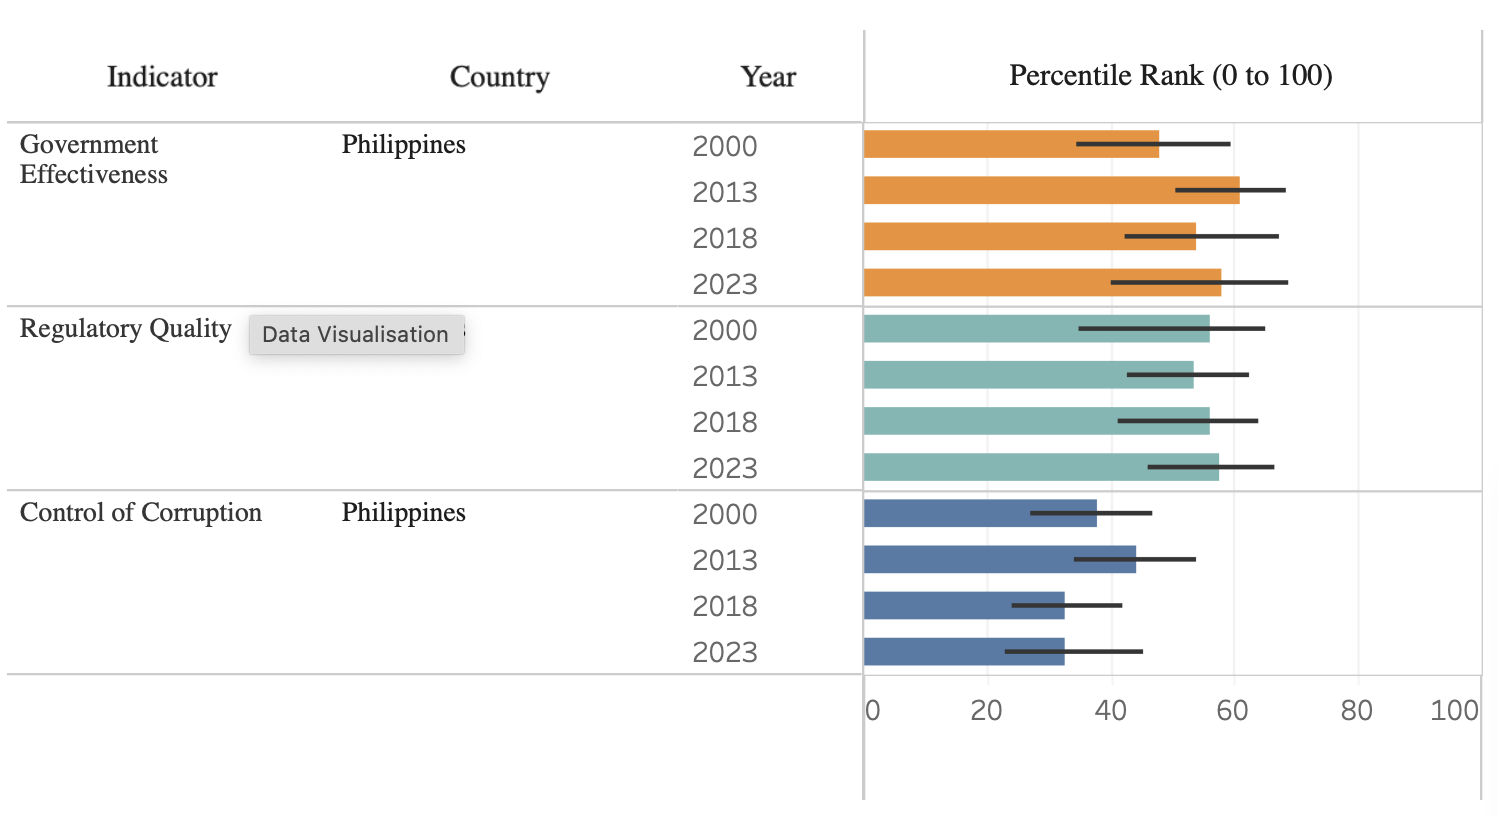 Indicator Country Year Percentile Rank (0 to 100)
Government Philippines 2000
Effectiveness
2013
2018
2023
Regulatory Quality Data Visualisation 2000
2013
2018
2023
Control of Corruption Philippines 2000
2013
2018
2023
0 20 40 60 80 100